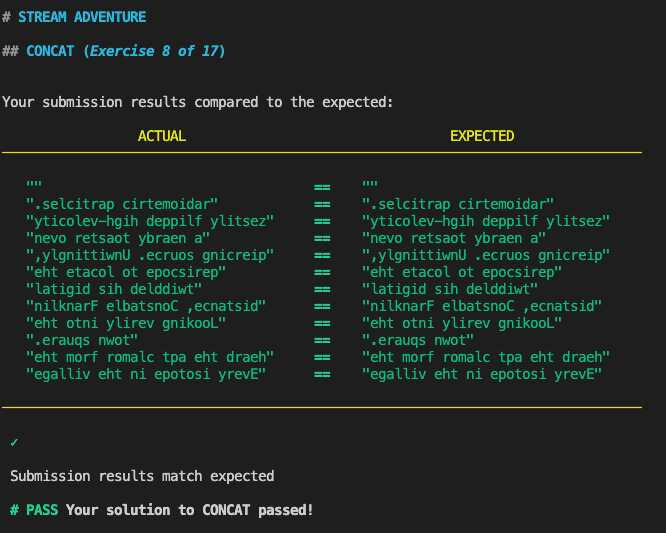 # STREAM ADVENTURE
## CONCAT (Exercise 8 of 17)
Your submission results compared to the expected:
ACTUAL EXPECTED
"" == ""
".selcitrap cirtemoidar" == ".selcitrap cirtemoidar"
"yticolev-hgih deppilf ylitsez" == "yticolev-hgih deppilf ylitsez"
"nevo retsaot ybraen a" == "nevo retsaot ybraen a"
",ylgnittiwnU .ecruos gnicreip" == ",ylgnittiwnU .ecruos gnicreip"
"eht etacol ot epocsirep" == "eht etacol ot epocsirep"
"latigid sih delddiwt" == "latigid sih delddiwt"
"nilknarF elbatsnoC ,ecnatsid" == "nilknarF elbatsnoC ,ecnatsid"
"eht otni ylirev gnikooL" == "eht otni ylirev gnikooL"
".erauqs nwot" == ".erauqs nwot"
"eht morf romalc tpa eht draeh" == "eht morf romalc tpa eht draeh"
"egalliv eht ni epotosi yrevE" == "egalliv eht ni epotosi yrevE"
✓
Submission results match expected
# PASS Your solution to CONCAT passed!